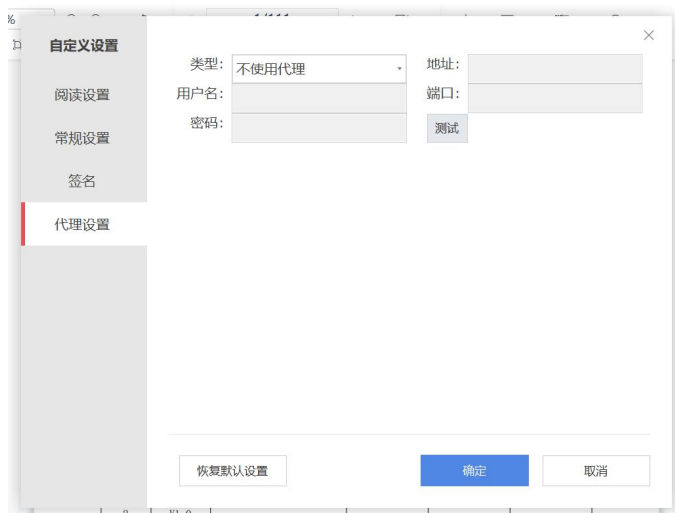 %
1/111
自定义设置
阅读设置
常规设置
签名
代理设置
类型：
不使用代理
地址：
用户名：
端口：
密码：
测试
恢复默认设置
确定
取消